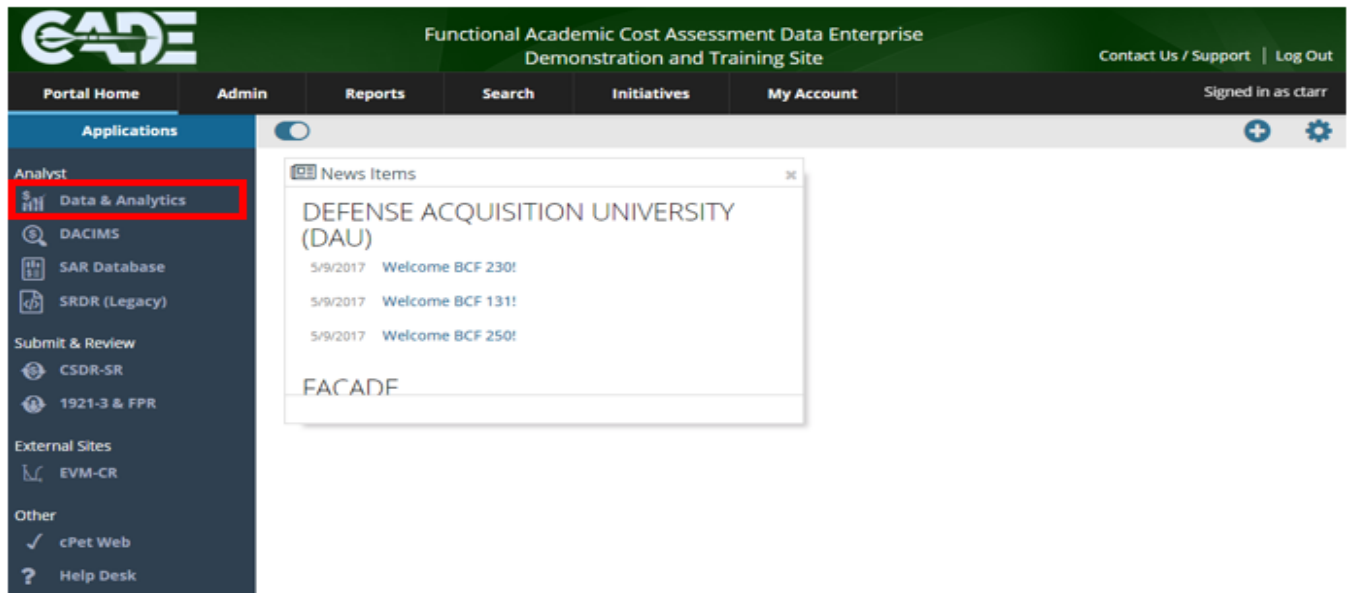 CADE
Functional Academic Cost Assessment Data Enterprise
Demonstration and Training Site
Contact Us / Support | Log Out
Portal Home Admin Reports Search Initiatives My Account Signed in as ctarr
Applications
Analyst
Data & Analytics
DACIMS
SAR Database
SRDR (Legacy)
Submit & Review
CSDR-SR
1921-3 & FPR
External Sites
EVM-CR
Other
cPet Web
Help Desk
News Items
DEFENSE ACQUISITION UNIVERSITY
(DAU)
5/9/2017 Welcome BCF 230!
5/9/2017 Welcome BCF 131!
5/9/2017 Welcome BCF 250!
FACADE